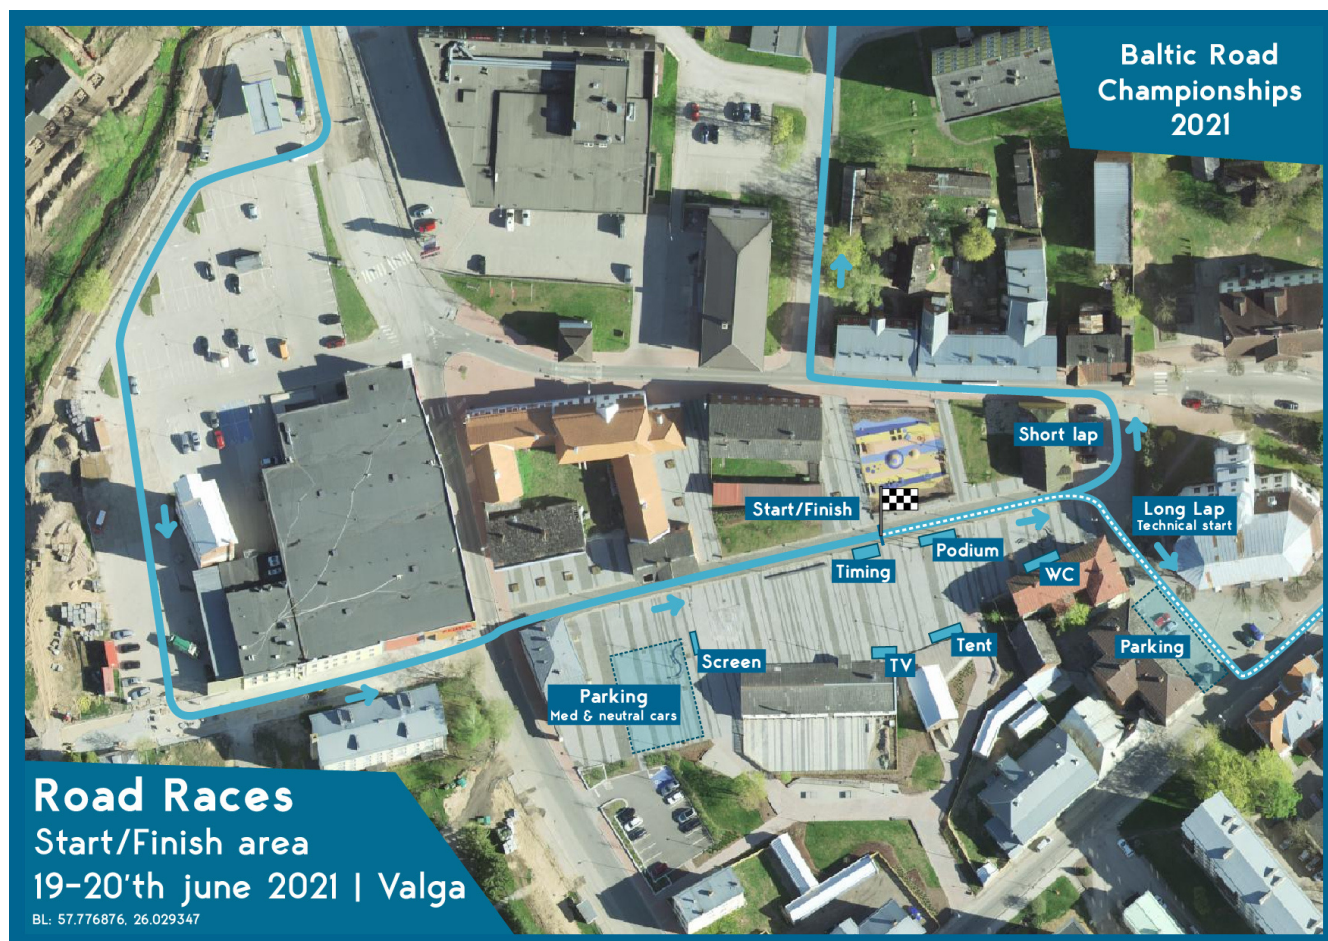 Baltic Road
Championships
2021
Short lap
Start/Finish
Long Lap
Technical start
Podium
Timing
WC
Tent
Parking
Screen
TV
Parking
Med & neutral cars
Road Races
Start/Finish area
19-20'th june 2021 | Valga
BL: 57.776876, 26.029347